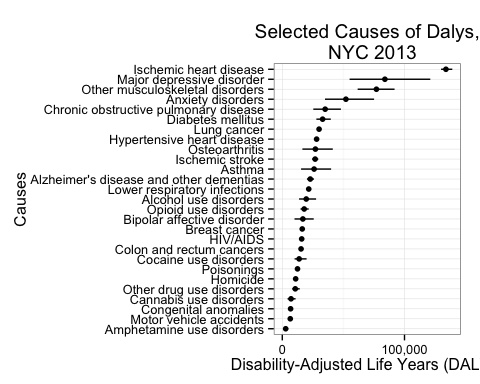 Selected Causes of Dalys,
NYC 2013
Ischemic heart disease
Major depressive disorder
Other musculoskeletal disorders
Anxiety disorders
Chronic obstructive pulmonary disease
Diabetes mellitus
Lung cancer
Hypertensive heart disease
Osteoarthritis
Ischemic stroke
Asthma
Alzheimer's disease and other dementias
Lower respiratory infections
Alcohol use disorders
Opioid use disorders
Bipolar affective disorder
Breast cancer
HIV/AIDS
Colon and rectum cancers
Cocaine use disorders
Poisonings
Homicide
Other drug use disorders
Cannabis use disorders
Congenital anomalies
Motor vehicle accidents
Amphetamine use disorders
Causes
0 100,000
Disability-Adjusted Life Years (DAL